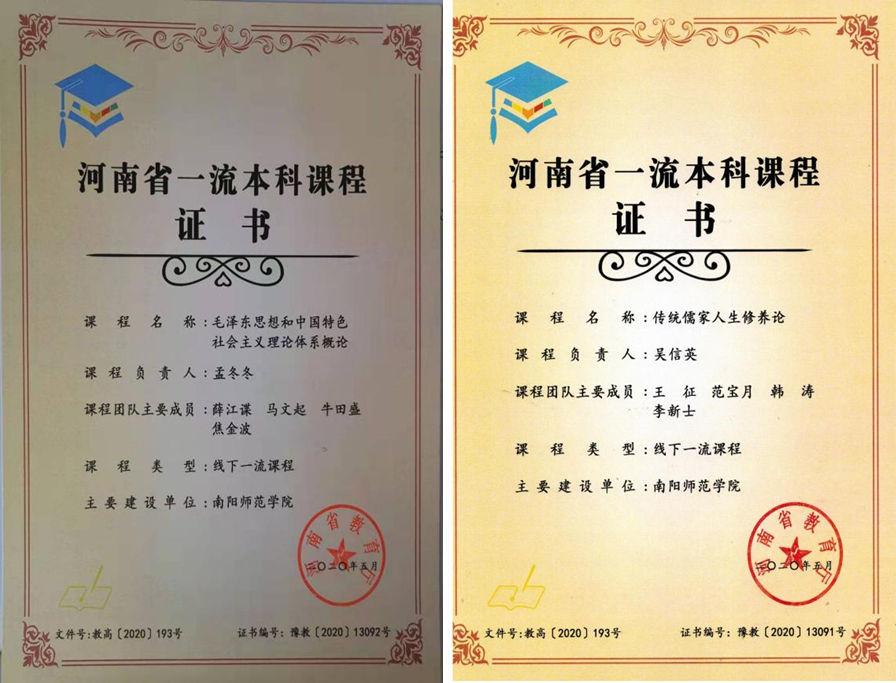 河南省一流本科课程
证 书
课程名称：毛泽东思想和中国特色
社会主义理论体系概论
课程负责人：孟冬冬
课程团队主要成员：薛江谍 马文起 牛田盛
焦金波
课程类型：线下一流课程
主要建设单位：南阳师范学院
河南省教育厅
二〇二〇年五月
文件号:教高〔2020〕193号
证书编号：豫教〔2020〕13092号
河南省一流本科课程
证 书
课程名称：传统儒家人生修养论
课程负责人：吴信英
课程团队主要成员：王 征 范宝月 韩 涛
李新士
课程类型：线下一流课程
主要建设单位：南阳师范学院
河南省教育厅
二〇二〇年五月
文件号:教高〔2020〕193号
证书编号：豫教〔2020〕13091号